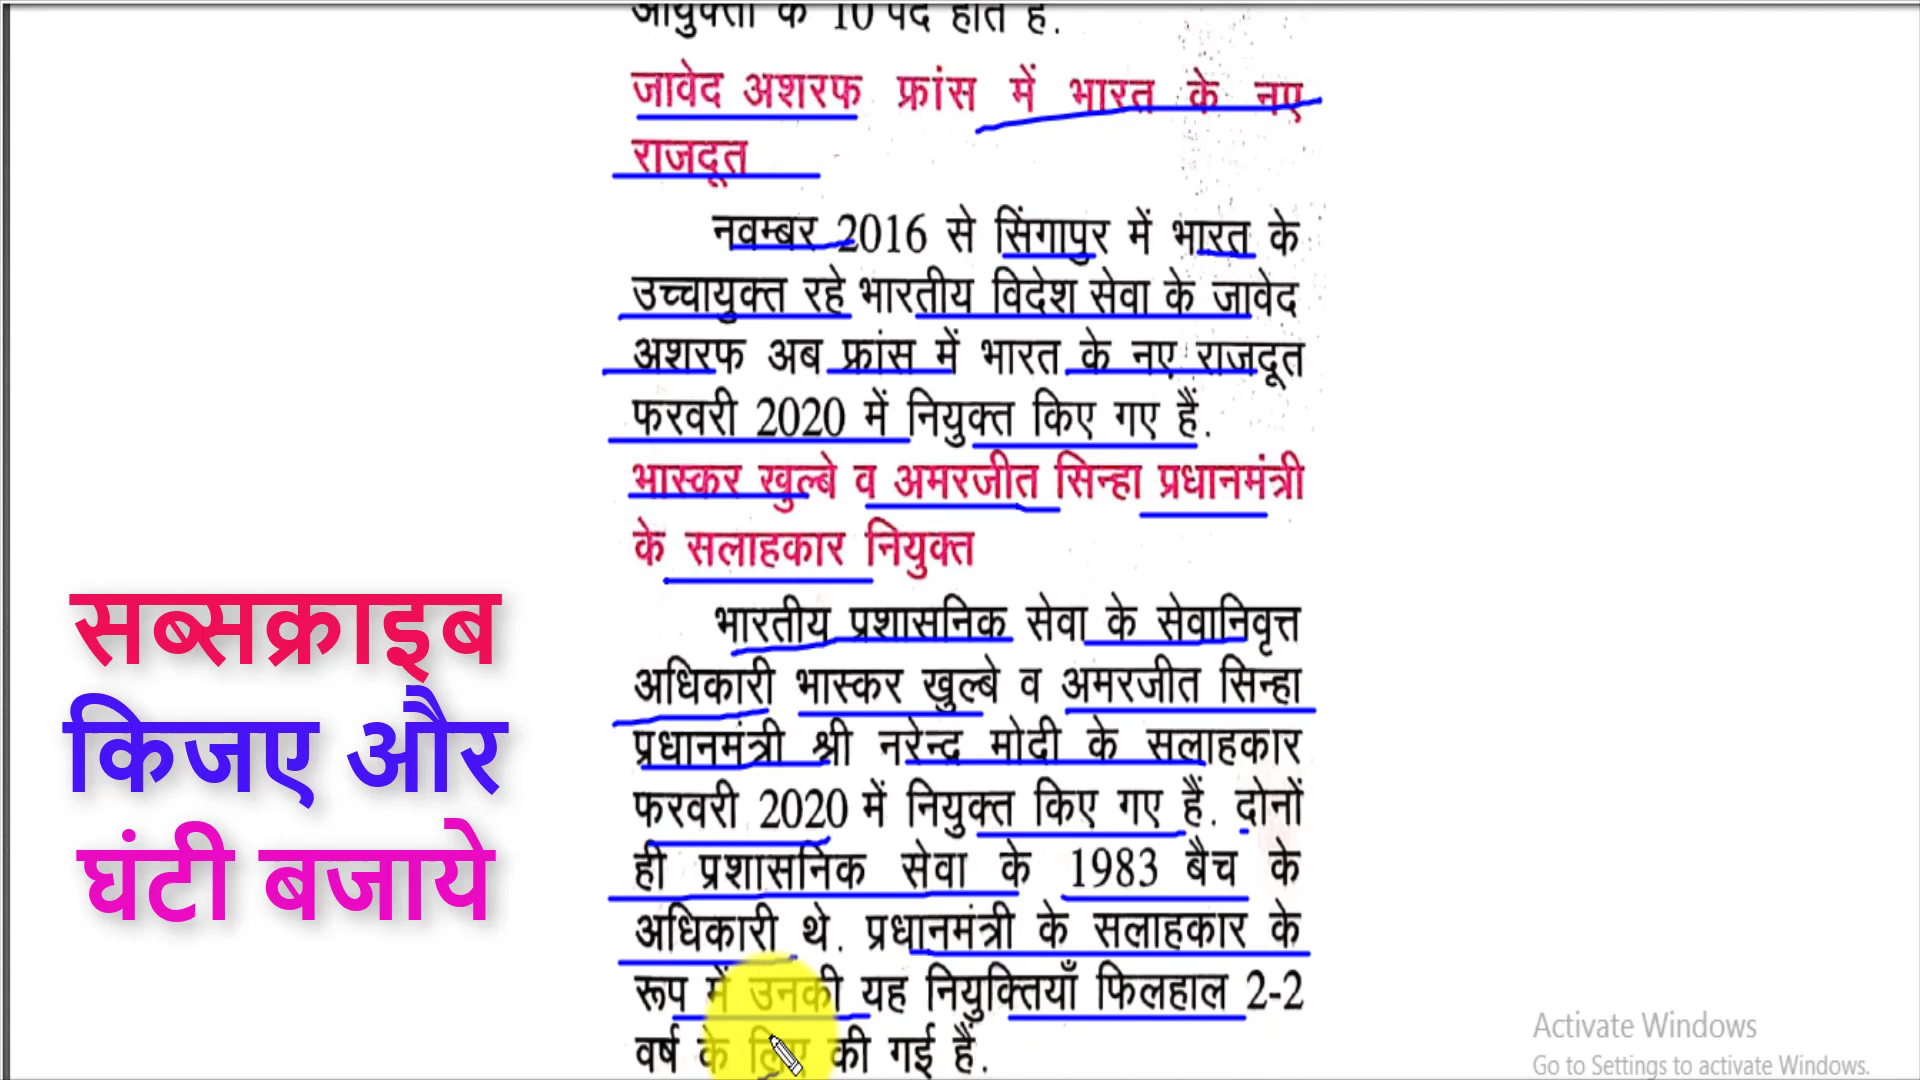 आयुक्तों के 10 पद होते हैं.
जावेद अशरफ फ्रांस में भारत के नए
राजदूत
नवम्बर 2016 से सिंगापुर में भारत के
उच्चायुक्त रहे भारतीय विदेश सेवा के जावेद
अशरफ अब फ्रांस में भारत के नए राजदूत
फरवरी 2020 में नियुक्त किए गए हैं.
भास्कर खुल्बे व अमरजीत सिन्हा प्रधानमंत्री
के सलाहकार नियुक्त
भारतीय प्रशासनिक सेवा के सेवानिवृत्त
अधिकारी भास्कर खुल्बे व अमरजीत सिन्हा
प्रधानमंत्री श्री नरेन्द्र मोदी के सलाहकार
फरवरी 2020 में नियुक्त किए गए हैं. दोनों
ही प्रशासनिक सेवा के 1983 बैच के
अधिकारी थे. प्रधानमंत्री के सलाहकार के
रूप में उनकी यह नियुक्तियाँ फिलहाल 2-2
वर्ष के लिए की गई हैं.
सब्सक्राइब
किजए और
घंटी बजाये
Activate Windows
Go to Settings to activate Windows.